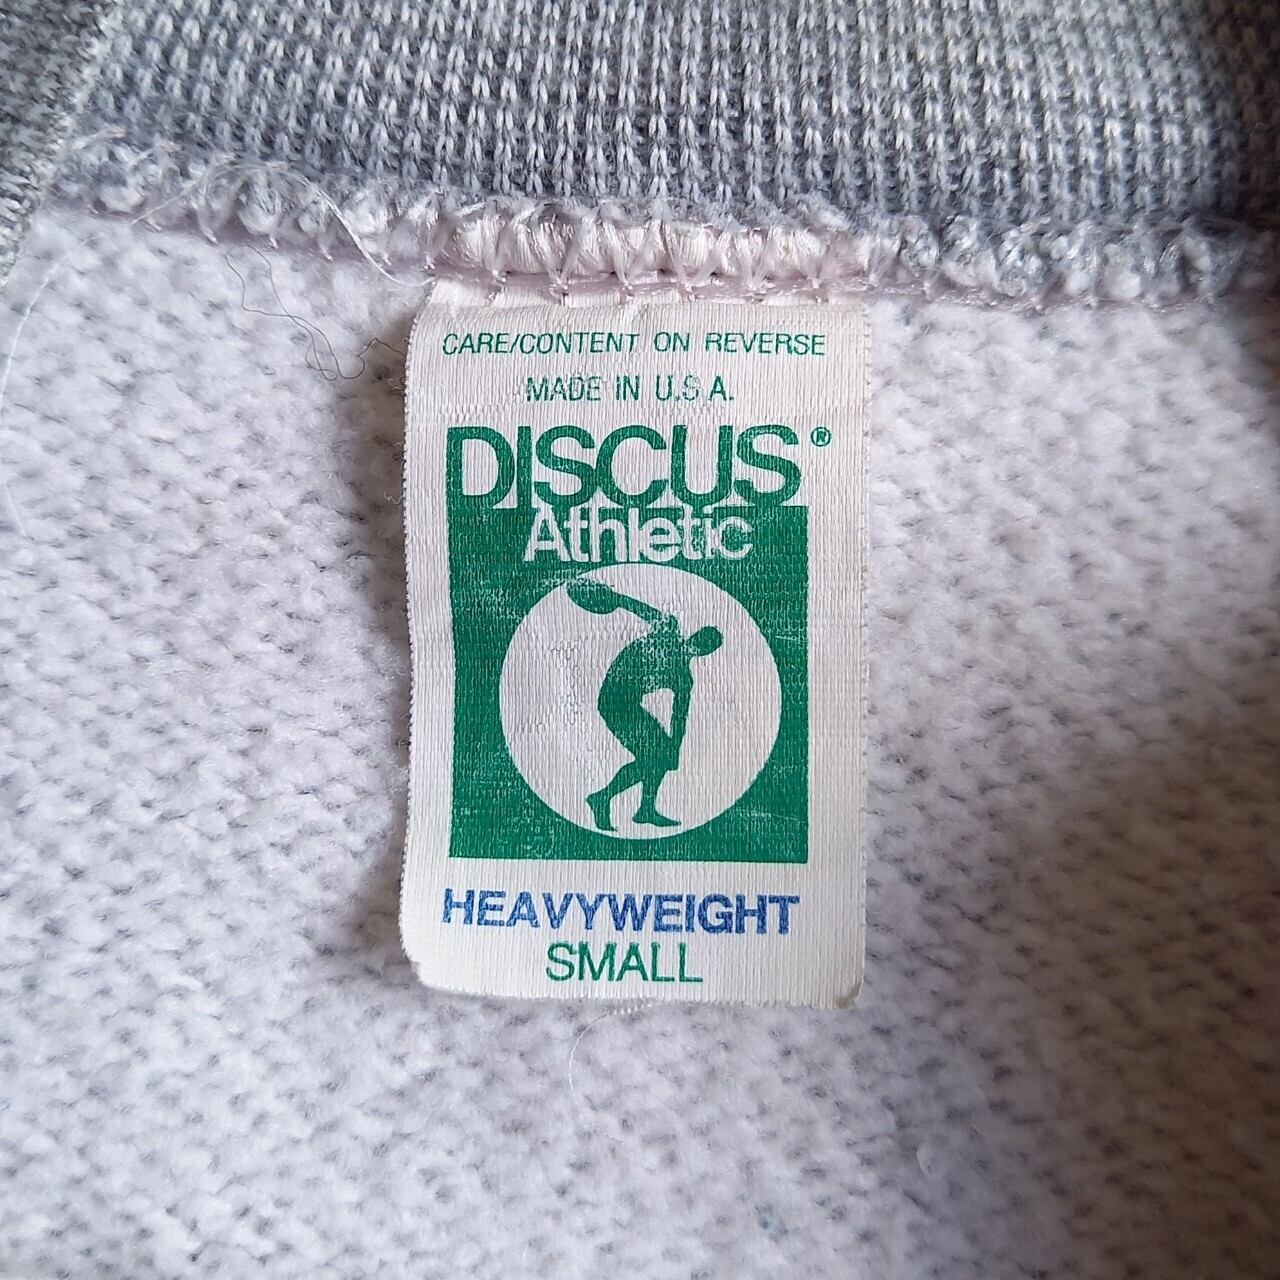 CARE/CONTENT ON REVERSE
MADE IN U.S.A.
DISCUS®
Athletic
HEAVYWEIGHT
SMALL